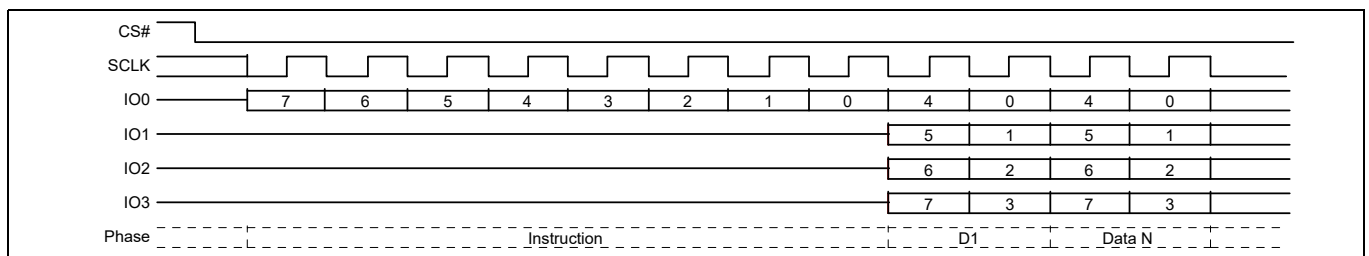 CS#
SCLK
IO0 7 6 5 4 3 2 1 0 4 0 4 0
IO1 5 1 5 1
IO2 6 2 6 2
IO3 7 3 7 3
Phase Instruction D1 Data N